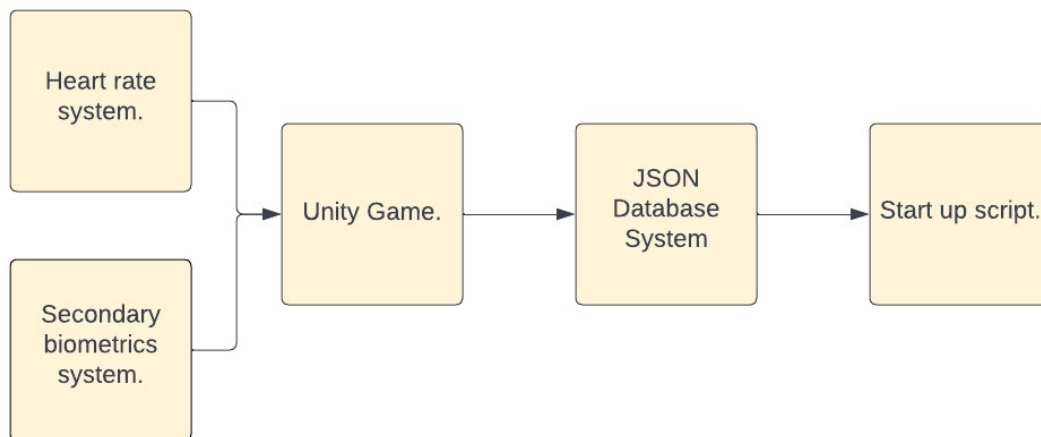 Heart rate
system.
Secondary
biometrics
system.
Unity Game.
JSON
Database
System
Start up script.